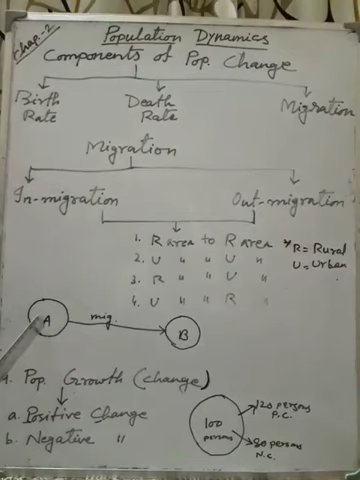 Chap.-2
Population Dynamics
Components of Pop. Change
Birth Rate
Death Rate
Migration
Migration
In-migration
Out-migration
1. R area to R area
2. U " " U "
3. R " " U "
4. U " " R "
* R = Rural
U = Urban
A
mig.
B
1. Pop. Growth (change)
a. Positive Change
b. Negative "
100 persons
120 persons
P.C.
80 persons
N.C.